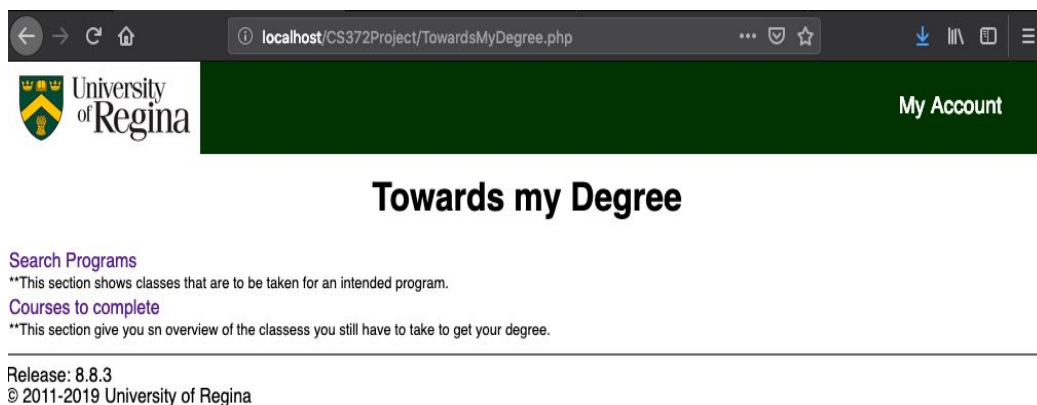 localhost/CS372Project/TowardsMyDegree.php
University
of Regina
My Account
Towards my Degree
Search Programs
**This section shows classes that are to be taken for an intended program.
Courses to complete
**This section give you sn overview of the classess you still have to take to get your degree.
Release: 8.8.3
© 2011-2019 University of Regina